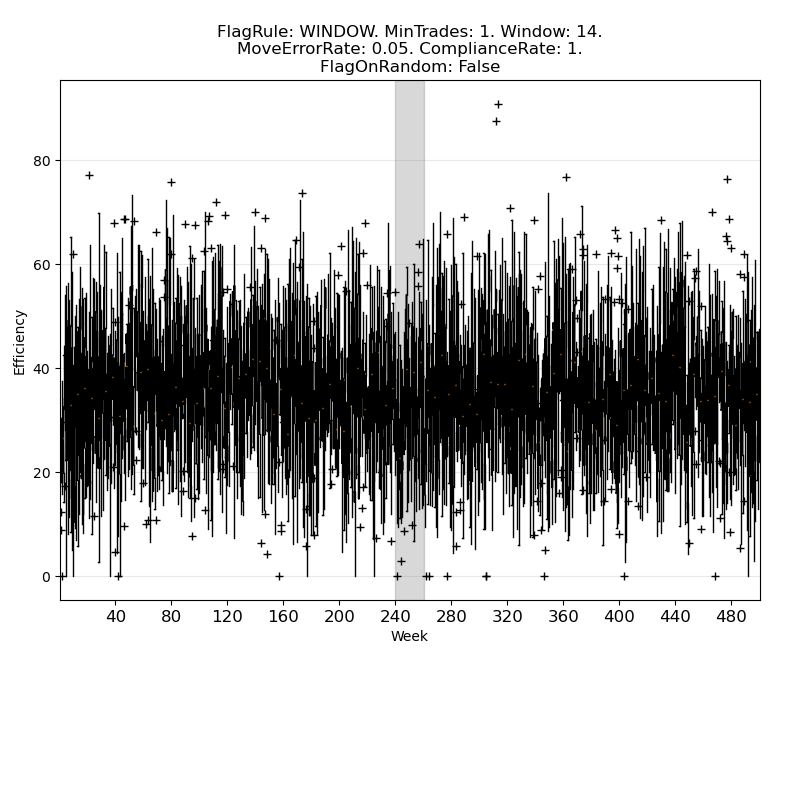 FlagRule: WINDOW. MinTrades: 1. Window: 14.
MoveErrorRate: 0.05. ComplianceRate: 1.
FlagOnRandom: False
Efficiency
80
60
40
20
0
40 80 120 160 200 240 280 320 360 400 440 480
Week